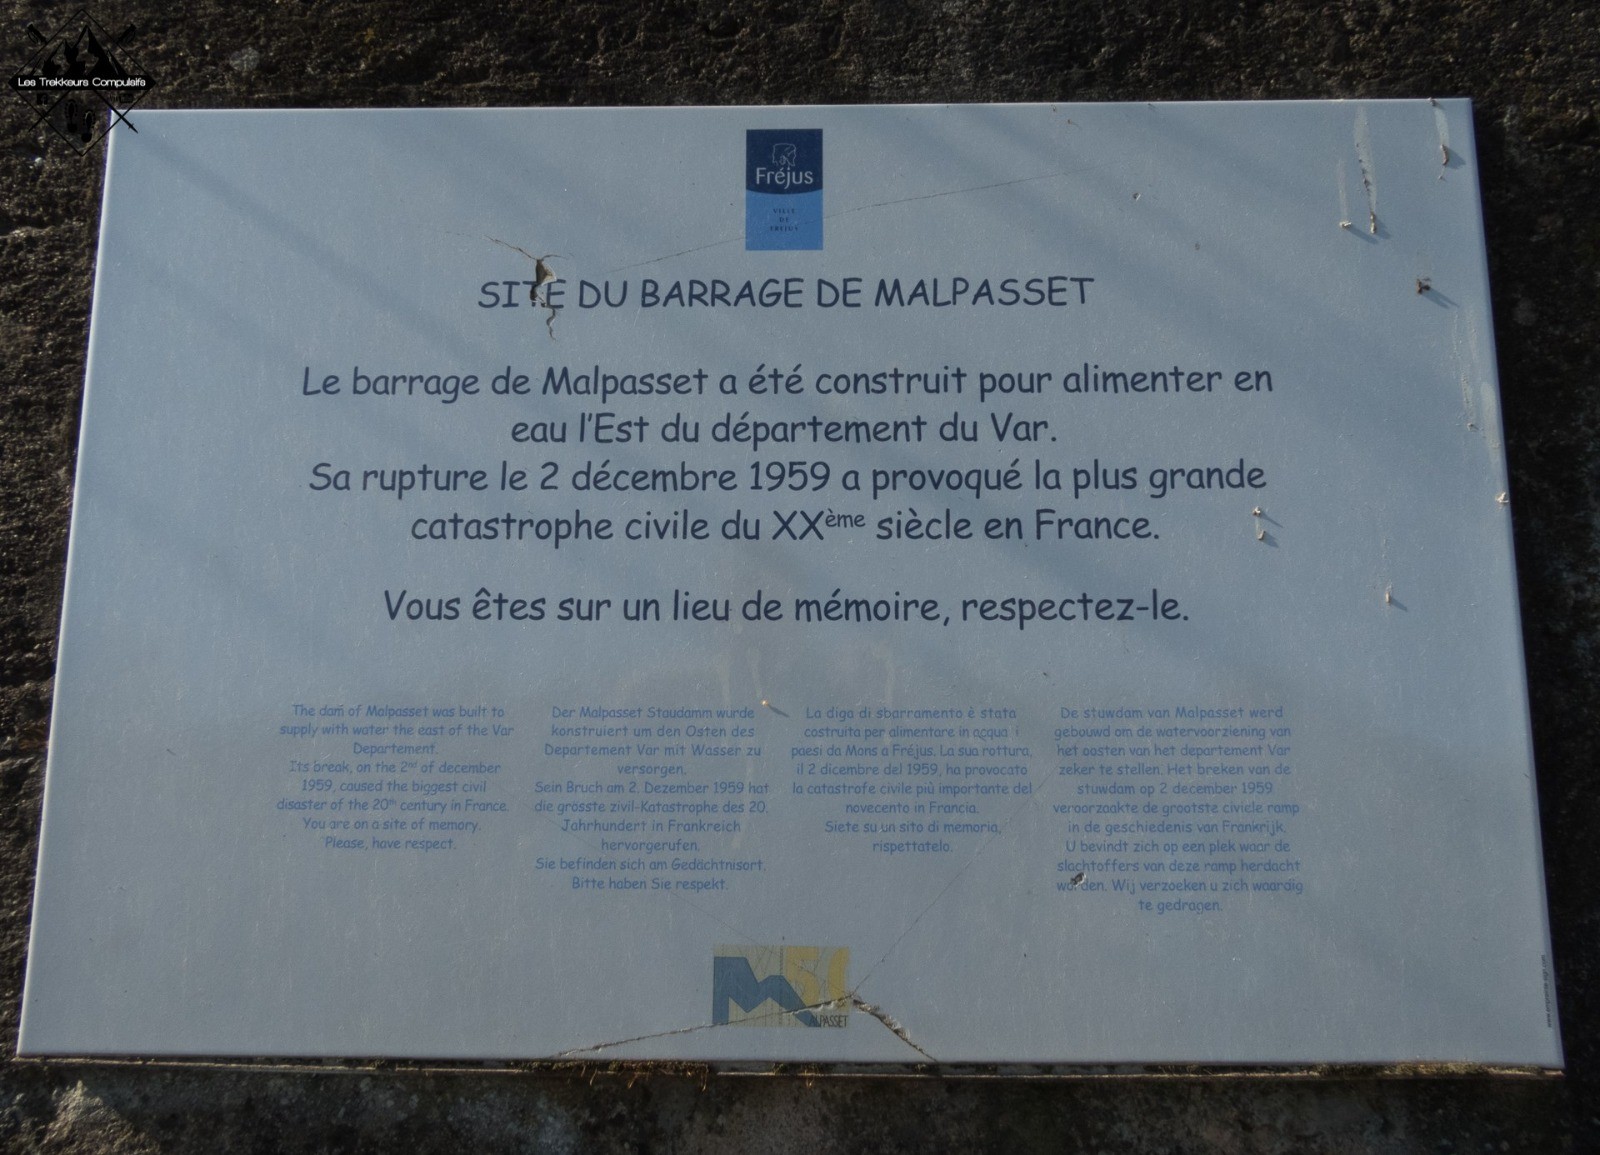 Les Trekkeurs Compulsifs
Fréjus
VILLE
DE
FRÉJUS
SITE DU BARRAGE DE MALPASSET
Le barrage de Malpasset a été construit pour alimenter en
eau l'Est du département du Var.
Sa rupture le 2 décembre 1959 a provoqué la plus grande
catastrophe civile du XXème siècle en France.
Vous êtes sur un lieu de mémoire, respectez-le.
The dam of Malpasset was built to
supply with water the east of the Var
Departement.
Its break, on the 2nd of december
1959, caused the biggest civil
disaster of the 20th century in France.
You are on a site of memory.
Please, have respect.
Der Malpasset Staudamm wurde
konstruiert um den Osten des
Departement Var mit Wasser zu
versorgen.
Sein Bruch am 2. Dezember 1959 hat
die grösste zivil-Katastrophe des 20.
Jahrhundert in Frankreich
hervorgerufen.
Sie befinden sich am Gedächtnisort.
Bitte haben Sie respekt.
La diga di sbarramento è stata
costruita per alimentare in acqua i
paesi da Mons a Fréjus. La sua rottura,
il 2 dicembre del 1959, ha provocato
la catastrofe civile più importante del
novecento in Francia.
Siete su un sito di memoria,
rispettatelo.
De stuwdam van Malpasset werd
gebouwd om de watervoorziening van
het oosten van het departement Var
zeker te stellen. Het breken van de
stuwdam op 2 december 1959
veroorzaakte de grootste civiele ramp
in de geschiedenis van Frankrijk.
U bevindt zich op een plek waar de
slachtoffers van deze ramp herdacht
worden. Wij verzoeken u zich waardig
te gedragen.
M 50
MALPASSET